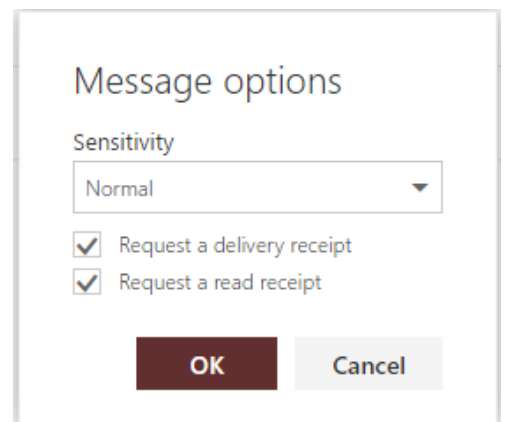 Message options
Sensitivity
Normal
Request a delivery receipt
Request a read receipt
OK Cancel